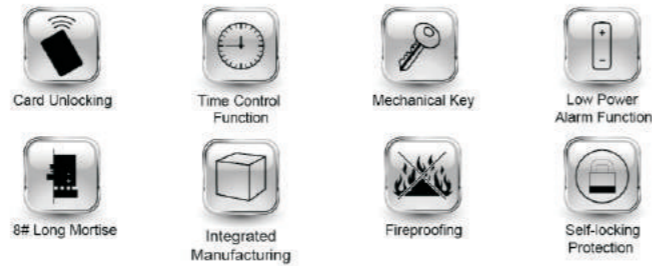 Card Unlocking
Time Control
Function
Mechanical Key
Low Power
Alarm Function
8# Long Mortise
Integrated
Manufacturing
Fireproofing
Self-locking
Protection